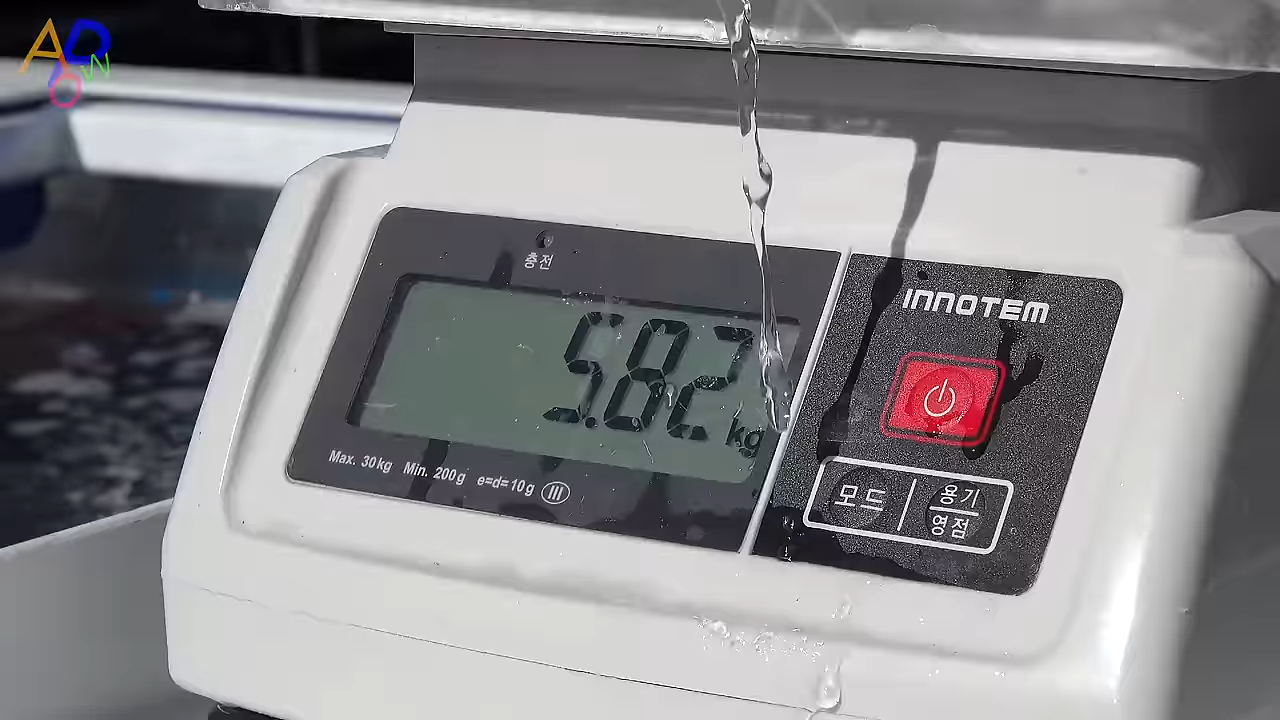 충전
INNOTEM
5.82 kg
Max. 30kg Min. 200g e=d=10g III
모드
용기
영점